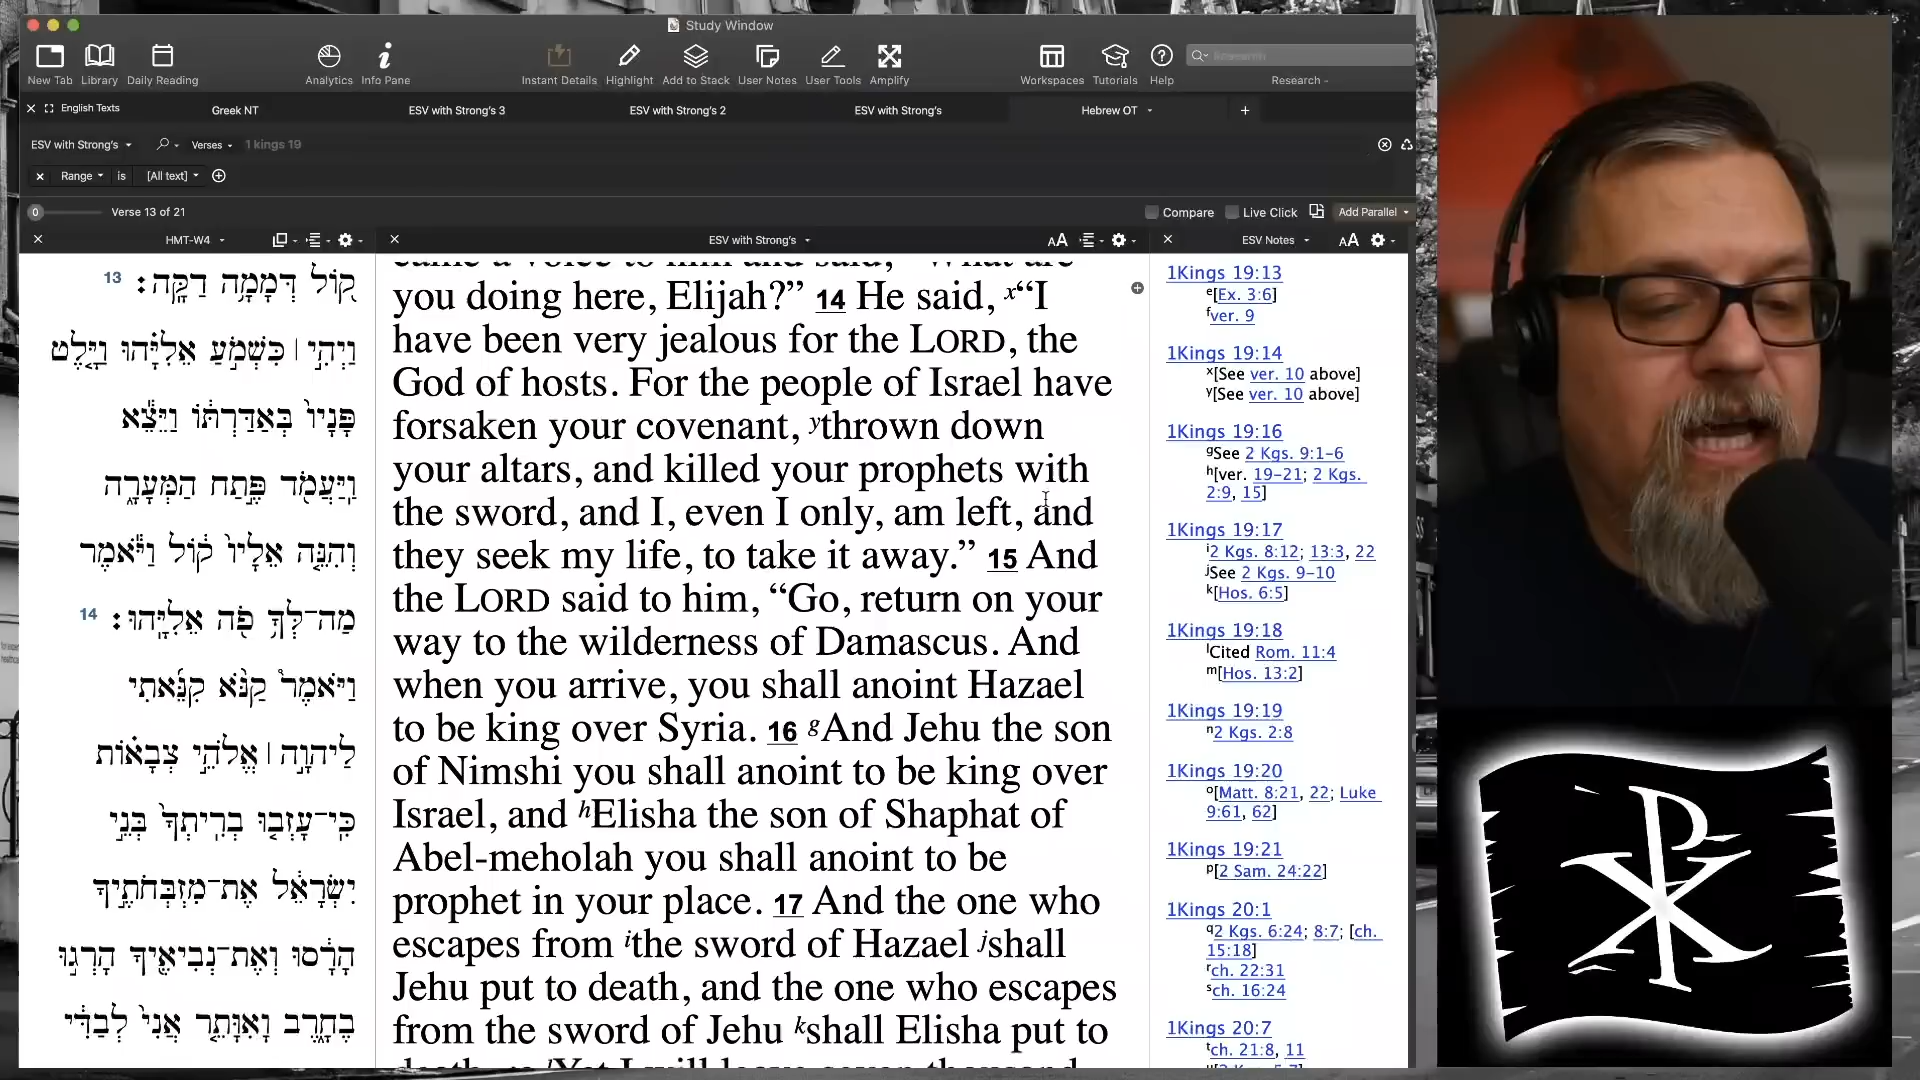 Study Window
New Tab
Library
Daily Reading
Analytics
Info Pane
Instant Details
Highlight
Add to Stack
User Notes
User Tools
Amplify
Workspaces
Tutorials
Help
Research
English Texts
Greek NT
ESV with Strong's 3
ESV with Strong's 2
ESV with Strong's
Hebrew OT
+
ESV with Strong's
Verses
1 kings 19
Range
is
[All text]
0
Verse 13 of 21
Compare
Live Click
Add Parallel
HMT-W4
ESV with Strong's
AA
ESV Notes
AA
ק֖וֹל דְּמָמָ֥ה דַקָּֽה׃ 13
וַיְהִ֣י ׀ כִּשְׁמֹ֣עַ אֵלִיָּ֗הוּ וַיָּ֤לֶט
פָּנָיו֙ בְּאַדַּרְתּ֔וֹ וַיֵּצֵ֕א
וַֽיַּעֲמֹ֖ד פֶּ֣תַח הַמְּעָרָ֑ה
וְהִנֵּ֤ה אֵלָיו֙ ק֔וֹל וַיֹּ֕אמֶר
מַה־לְּךָ֥ פֹ֖ה אֵלִיָּֽהוּ׃ 14
וַיֹּאמֶר֩ קַנֹּ֨א קִנֵּ֜אתִי
לַיהוָ֣ה ׀ אֱלֹהֵ֣י צְבָא֗וֹת
כִּֽי־עָזְב֤וּ בְרִֽיתְךָ֙ בְּנֵ֣י
יִשְׂרָאֵ֔ל אֶת־מִזְבְּחֹתֶ֣יךָ
הָרָ֔סוּ וְאֶת־נְבִיאֶ֖יךָ הָרְג֣וּ
בֶחָ֑רֶב וָאִוָּתֵ֤ר אֲנִי֙ לְבַדִּ֔י
came a voice to him and said, “What are
you doing here, Elijah?” 14 He said, x“I
have been very jealous for the LORD, the
God of hosts. For the people of Israel have
forsaken your covenant, ythrown down
your altars, and killed your prophets with
the sword, and I, even I only, am left, and
they seek my life, to take it away.” 15 And
the LORD said to him, “Go, return on your
way to the wilderness of Damascus. And
when you arrive, you shall anoint Hazael
to be king over Syria. 16 gAnd Jehu the son
of Nimshi you shall anoint to be king over
Israel, and hElisha the son of Shaphat of
Abel-meholah you shall anoint to be
prophet in your place. 17 And the one who
escapes from ithe sword of Hazael jshall
Jehu put to death, and the one who escapes
from the sword of Jehu kshall Elisha put to
Yet I will leave seven thousand
1Kings 19:13
e[Ex. 3:6]
fver. 9
1Kings 19:14
x[See ver. 10 above]
y[See ver. 10 above]
1Kings 19:16
gSee 2 Kgs. 9:1–6
h[ver. 19–21; 2 Kgs.
2:9, 15]
1Kings 19:17
i2 Kgs. 8:12; 13:3, 22
jSee 2 Kgs. 9–10
k[Hos. 6:5]
1Kings 19:18
lCited Rom. 11:4
m[Hos. 13:2]
1Kings 19:19
n2 Kgs. 2:8
1Kings 19:20
o[Matt. 8:21, 22; Luke
9:61, 62]
1Kings 19:21
p[2 Sam. 24:22]
1Kings 20:1
q2 Kgs. 6:24; 8:7; [ch.
15:18]
rch. 22:31
sch. 16:24
1Kings 20:7
tch. 21:8, 11